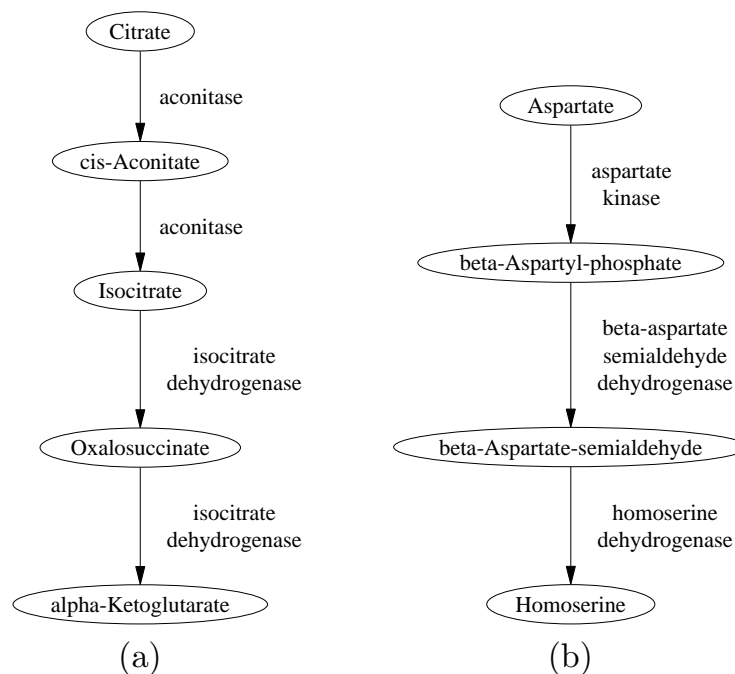 Citrate
aconitase
cis-Aconitate
aconitase
Isocitrate
isocitrate
dehydrogenase
Oxalosuccinate
isocitrate
dehydrogenase
alpha-Ketoglutarate
(a)
Aspartate
aspartate
kinase
beta-Aspartyl-phosphate
beta-aspartate
semialdehyde
dehydrogenase
beta-Aspartate-semialdehyde
homoserine
dehydrogenase
Homoserine
(b)